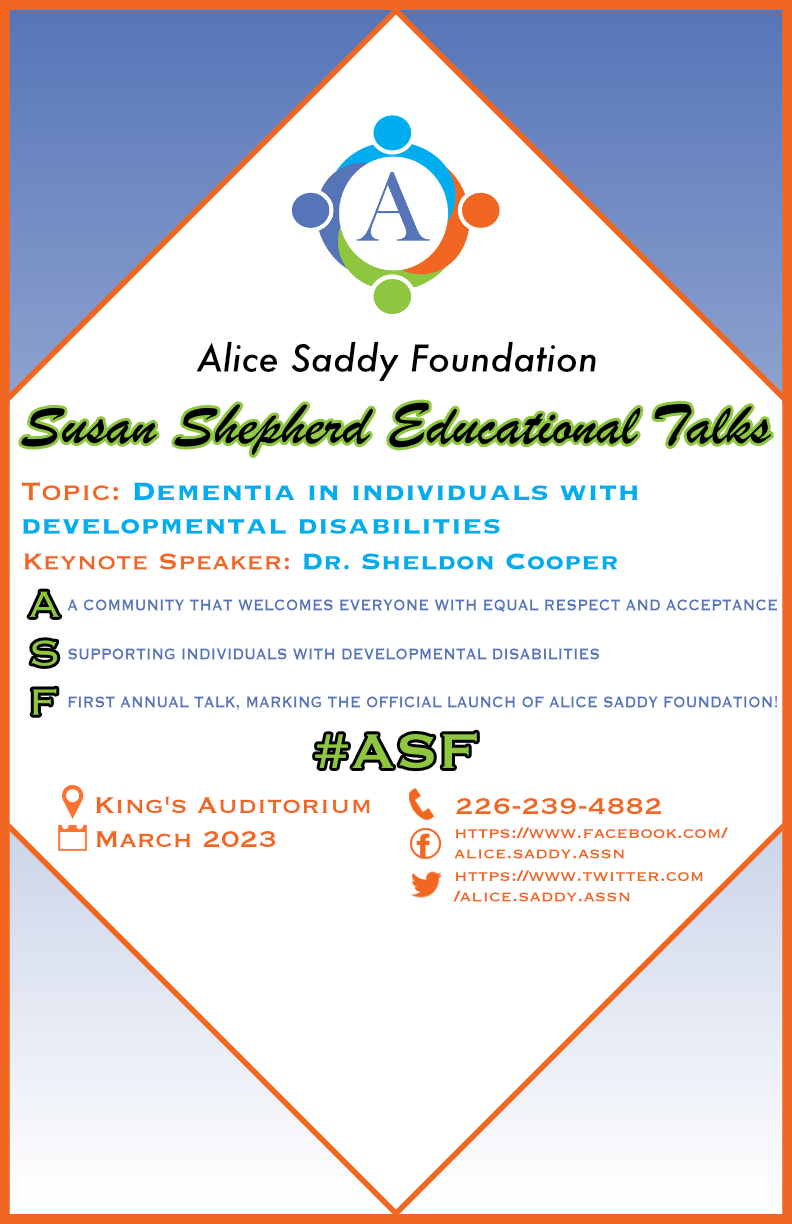 A
Alice Saddy Foundation
Susan Shepherd Educational Talks
Topic: Dementia in individuals with
developmental disabilities
Keynote Speaker: Dr. Sheldon Cooper
A A COMMUNITY THAT WELCOMES EVERYONE WITH EQUAL RESPECT AND ACCEPTANCE
S SUPPORTING INDIVIDUALS WITH DEVELOPMENTAL DISABILITIES
F FIRST ANNUAL TALK, MARKING THE OFFICIAL LAUNCH OF ALICE SADDY FOUNDATION!
#ASF
King's Auditorium
March 2023
226-239-4882
https://www.facebook.com/
alice.saddy.assn
https://www.twitter.com
/alice.saddy.assn